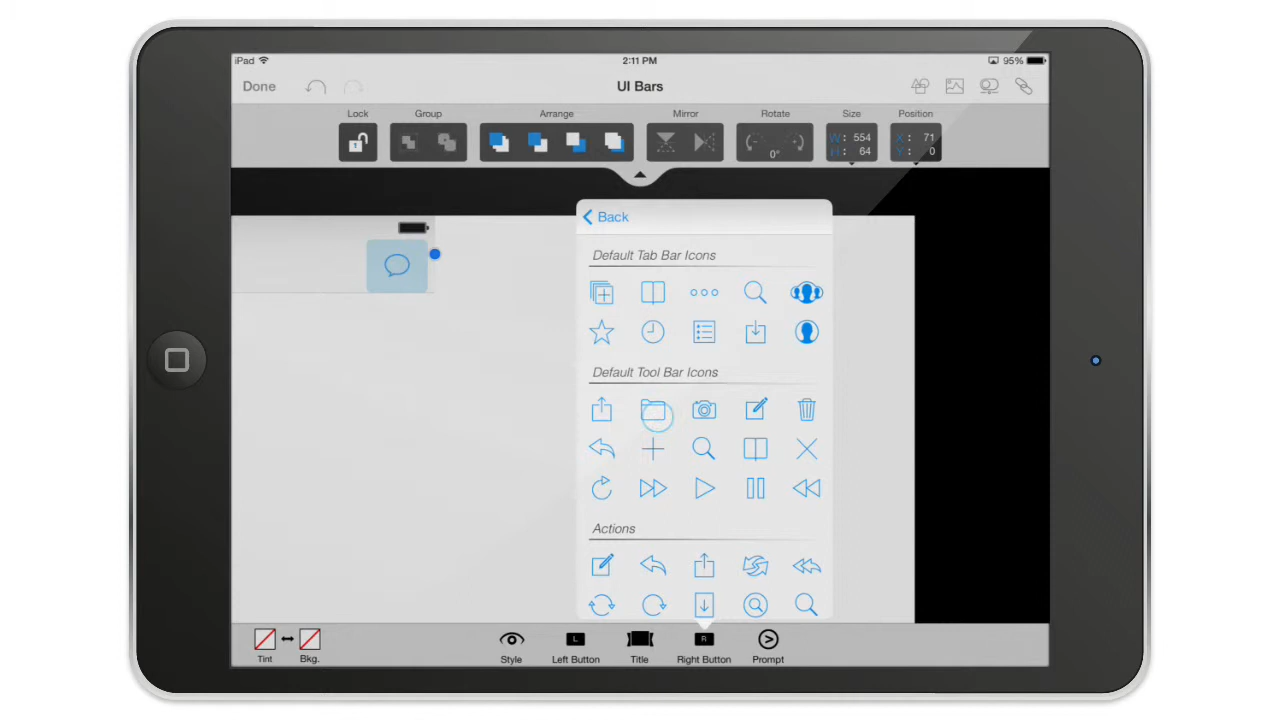 iPad 2:11 PM 95%
Done UI Bars
Lock Group Arrange Mirror Rotate Size Position
W: 554 X: 71
0° H: 64 Y: 0
Back
Default Tab Bar Icons
Default Tool Bar Icons
Actions
L R
Tint Bkg. Style Left Button Title Right Button Prompt